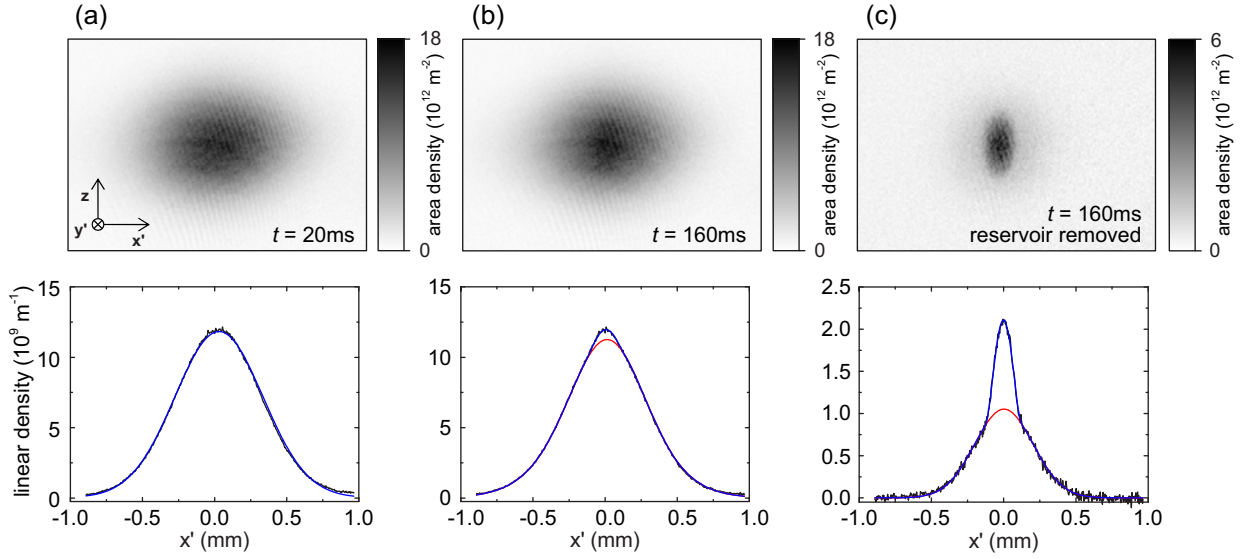 (a)
18
area density (10¹² m⁻²)
0
z
y'
x'
t = 20ms
(b)
18
area density (10¹² m⁻²)
0
t = 160ms
(c)
6
area density (10¹² m⁻²)
0
t = 160ms
reservoir removed
linear density (10⁹ m⁻¹)
15
10
5
0
-1.0 -0.5 0.0 0.5 1.0
x' (mm)
15
10
5
0
-1.0 -0.5 0.0 0.5 1.0
x' (mm)
2.5
2.0
1.5
1.0
0.5
0.0
-1.0 -0.5 0.0 0.5 1.0
x' (mm)